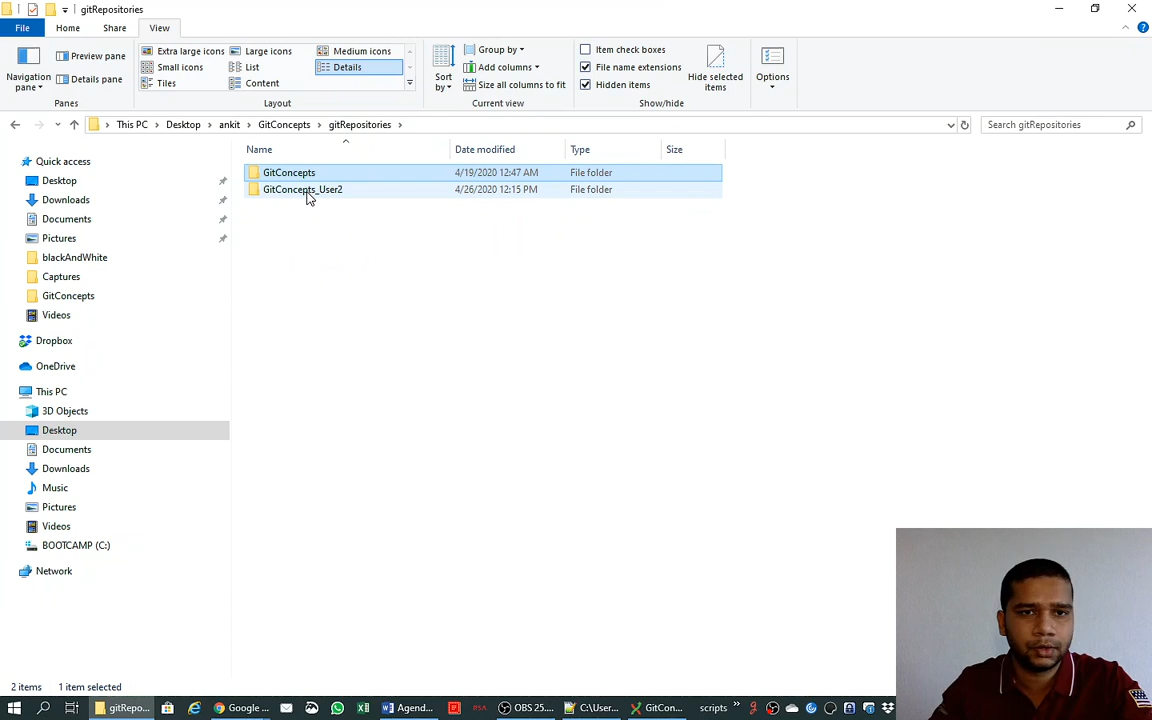 gitRepositories
File Home Share View
Navigation pane
Preview pane
Details pane
Panes
Extra large icons Large icons Medium icons
Small icons List Details
Tiles Content
Layout
Sort by
Group by
Add columns
Size all columns to fit
Current view
Item check boxes
File name extensions
Hidden items
Hide selected items
Show/hide
Options
This PC > Desktop > ankit > GitConcepts > gitRepositories >
Search gitRepositories
Name Date modified Type Size
GitConcepts 4/19/2020 12:47 AM File folder
GitConcepts_User2 4/26/2020 12:15 PM File folder
Quick access
Desktop
Downloads
Documents
Pictures
blackAndWhite
Captures
GitConcepts
Videos
Dropbox
OneDrive
This PC
3D Objects
Desktop
Documents
Downloads
Music
Pictures
Videos
BOOTCAMP (C:)
Network
2 items 1 item selected
gitRepo... Google ... Agend... OBS 25.... C:\User... GitCon... scripts